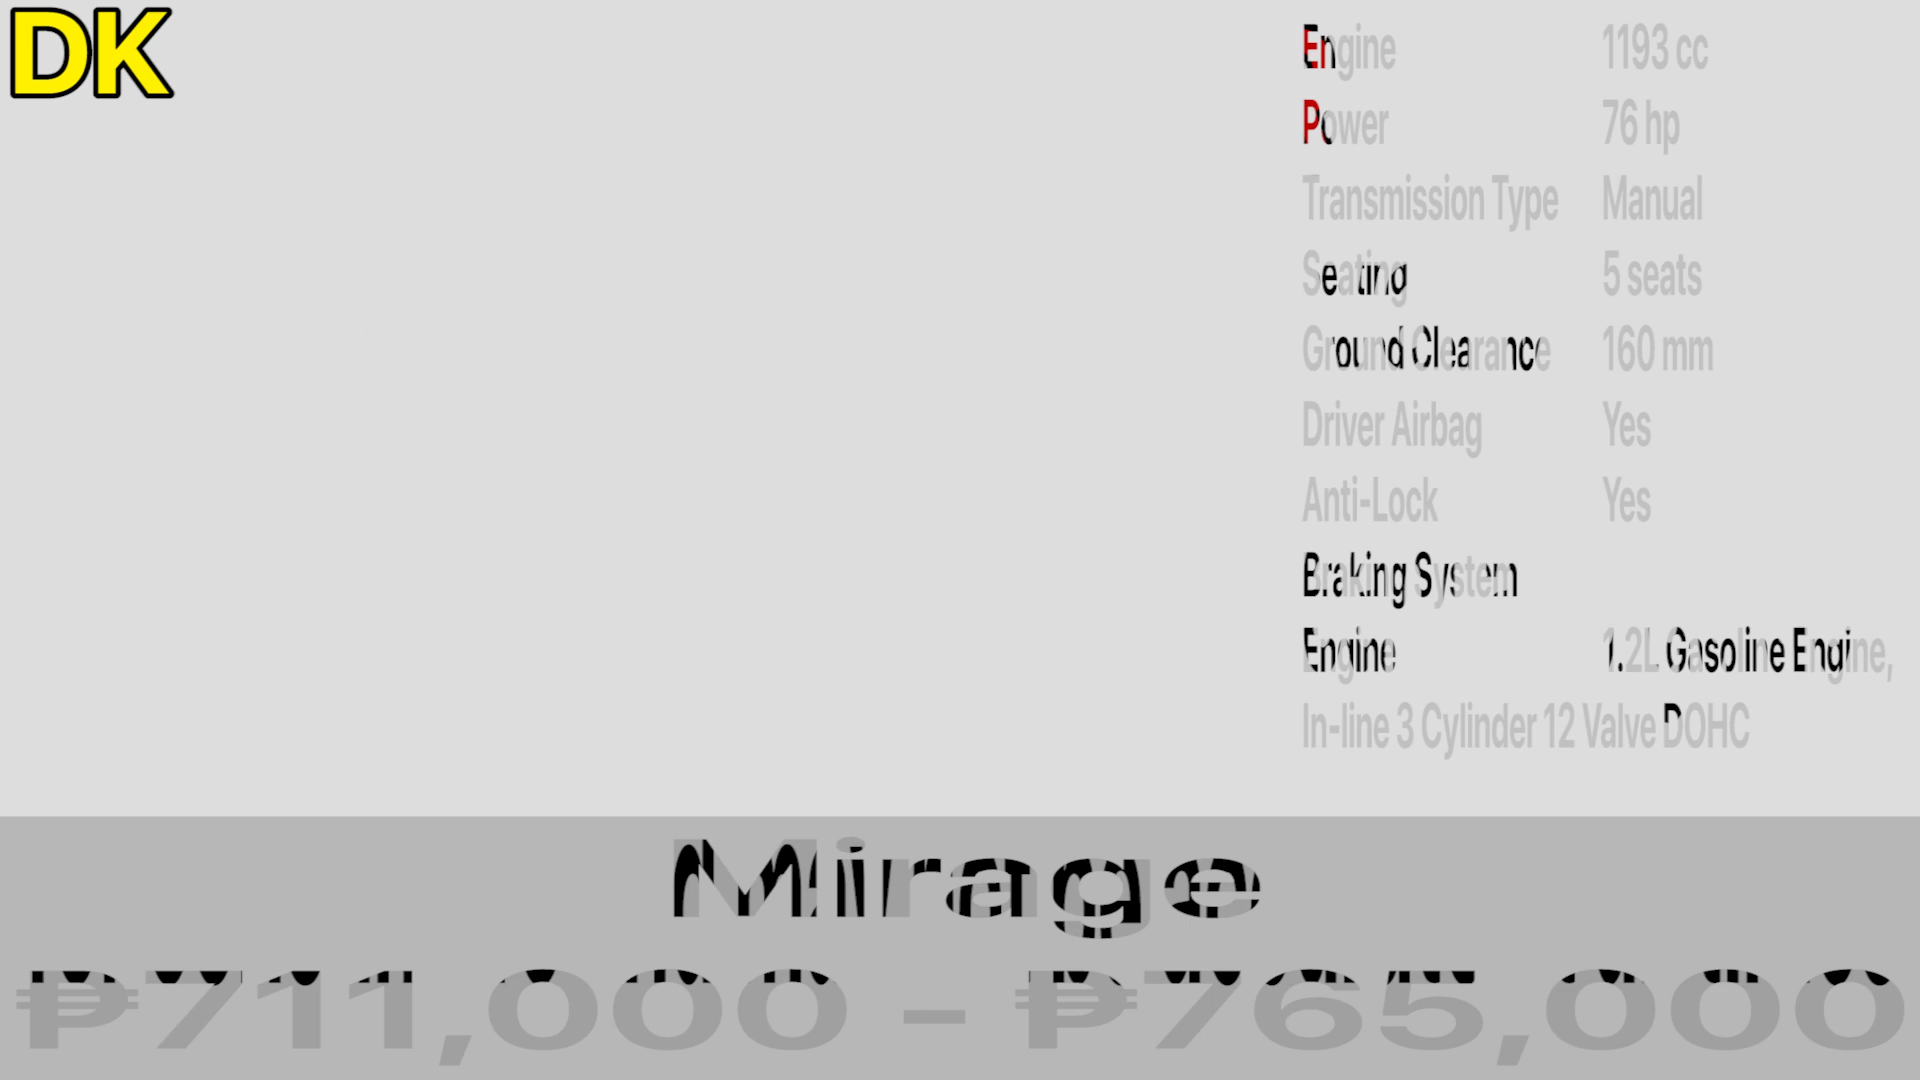 DK
Engine 1193 cc
Power 76 hp
Transmission Type Manual
Seating 5 seats
Ground Clearance 160 mm
Driver Airbag Yes
Anti-Lock Yes
Braking System
Engine 1.2L Gasoline Engine,
In-line 3 Cylinder 12 Valve DOHC
Mirage
₱711,000 - ₱765,000